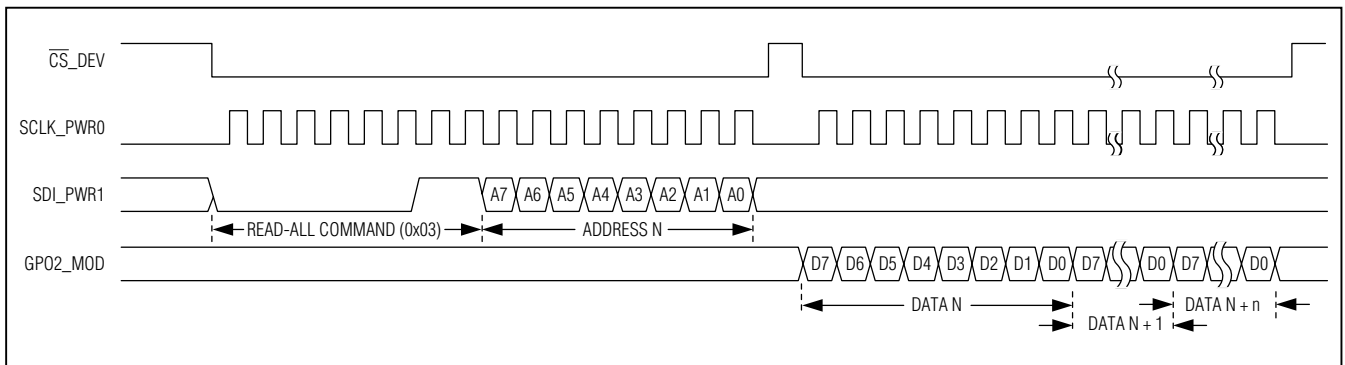 CS_DEV
SCLK_PWR0
SDI_PWR1
A7 A6 A5 A4 A3 A2 A1 A0
READ-ALL COMMAND (0x03) ADDRESS N
GPO2_MOD
D7 D6 D5 D4 D3 D2 D1 D0 D7 D0 D7 D0
DATA N DATA N + n
DATA N + 1